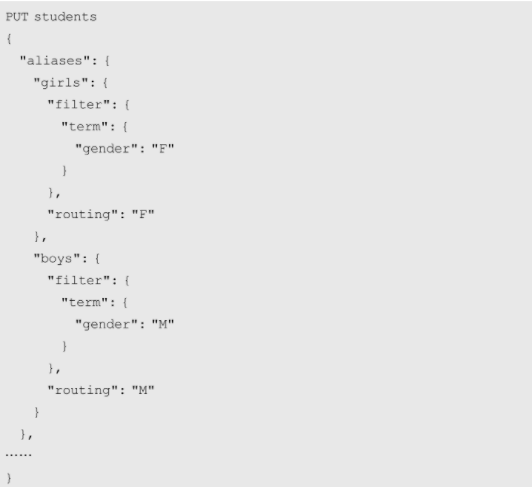 PUT students
{
  "aliases": {
    "girls": {
      "filter": {
        "term": {
          "gender": "F"
        }
      },
      "routing": "F"
    },
    "boys": {
      "filter": {
        "term": {
          "gender": "M"
        }
      },
      "routing": "M"
    }
  },
……
}